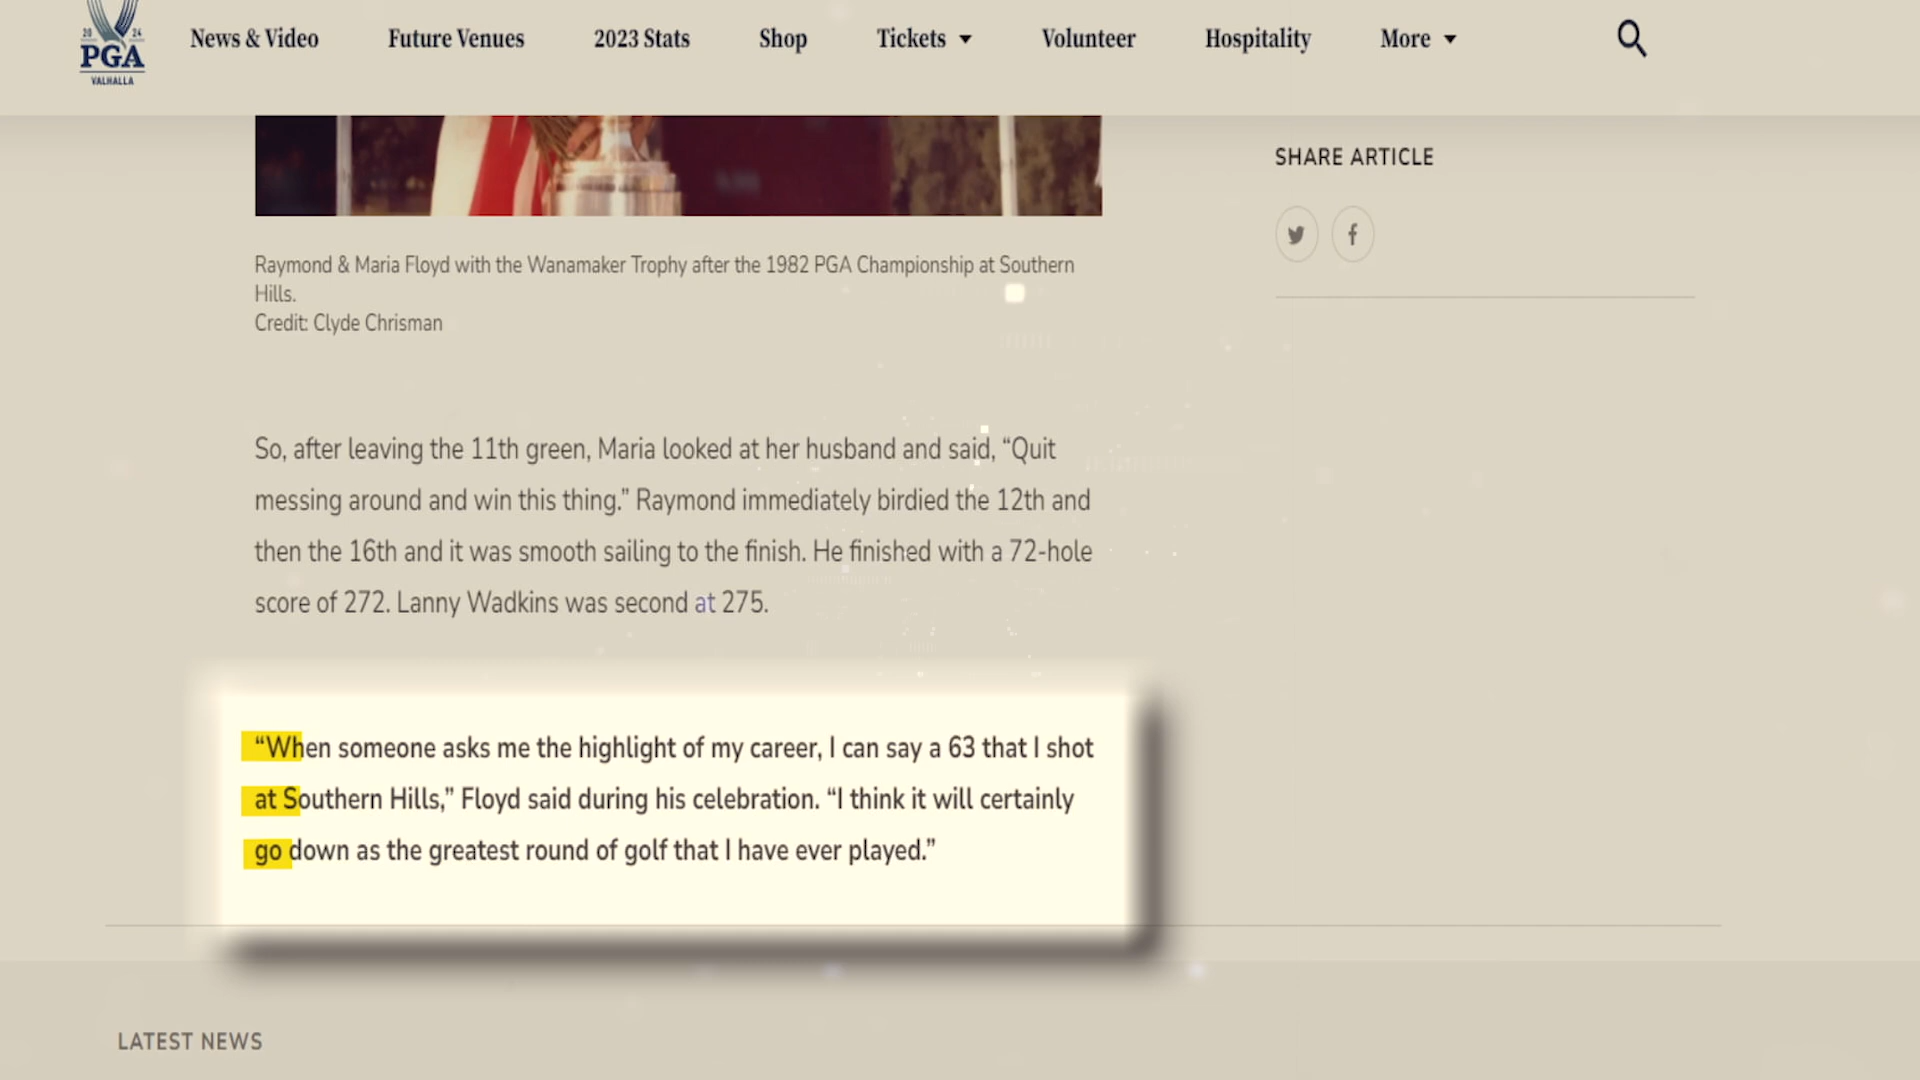 20 24
PGA
VALHALLA
News & Video Future Venues 2023 Stats Shop Tickets Volunteer Hospitality More
SHARE ARTICLE
Raymond & Maria Floyd with the Wanamaker Trophy after the 1982 PGA Championship at Southern
Hills.
Credit: Clyde Chrisman
So, after leaving the 11th green, Maria looked at her husband and said, “Quit
messing around and win this thing.” Raymond immediately birdied the 12th and
then the 16th and it was smooth sailing to the finish. He finished with a 72-hole
score of 272. Lanny Wadkins was second at 275.
“When someone asks me the highlight of my career, I can say a 63 that I shot
at Southern Hills,” Floyd said during his celebration. “I think it will certainly
go down as the greatest round of golf that I have ever played.”
LATEST NEWS